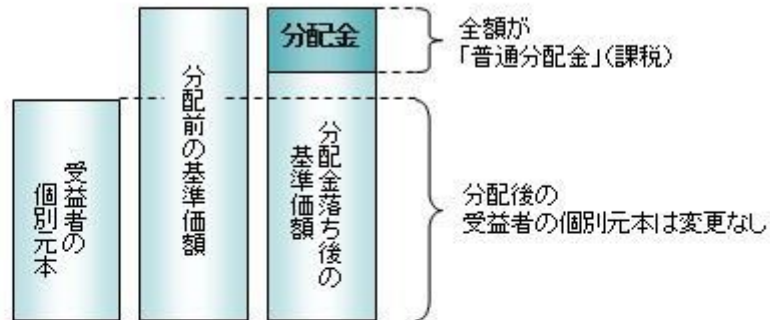 受益者の
個別元本
分配前の基準価額
分配金
分配金落ち後の
基準価額
全額が
「普通分配金」(課税)
分配後の
受益者の個別元本は変更なし